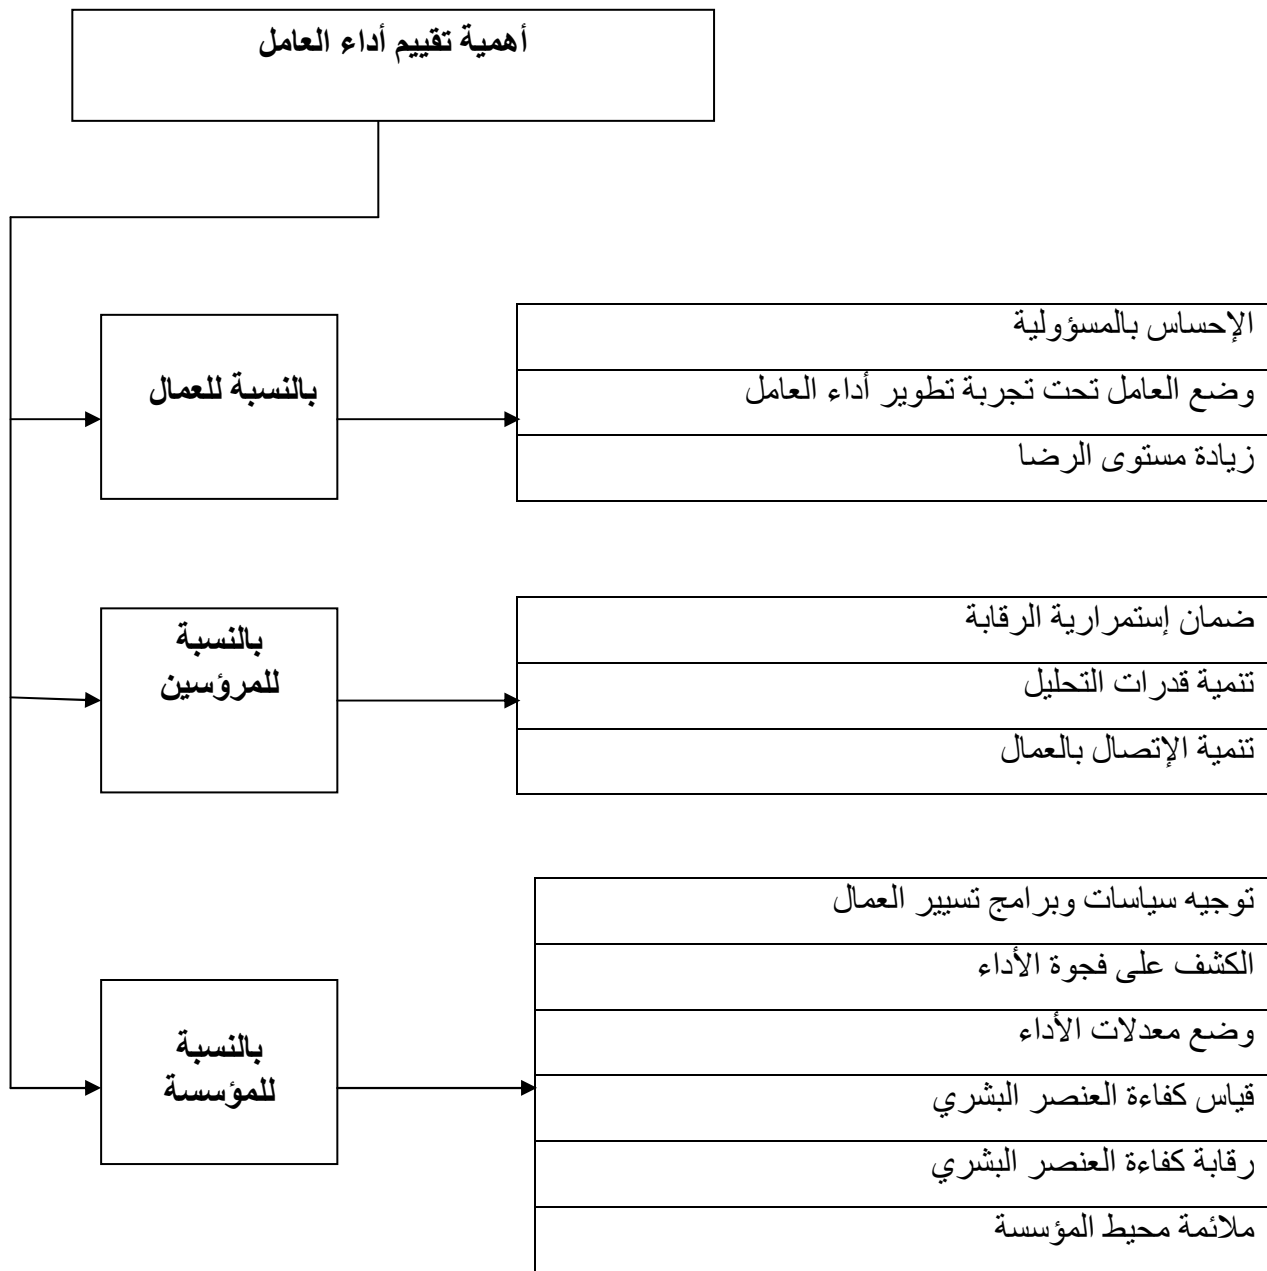 أهمية تقييم أداء العامل
بالنسبة للعمال
الإحساس بالمسؤولية
وضع العامل تحت تجربة تطوير أداء العامل
زيادة مستوى الرضا
بالنسبة
للمرؤسين
ضمان إستمرارية الرقابة
تنمية قدرات التحليل
تنمية الإتصال بالعمال
بالنسبة
للمؤسسة
توجيه سياسات وبرامج تسيير العمال
الكشف على فجوة الأداء
وضع معدلات الأداء
قياس كفاءة العنصر البشري
رقابة كفاءة العنصر البشري
ملائمة محيط المؤسسة